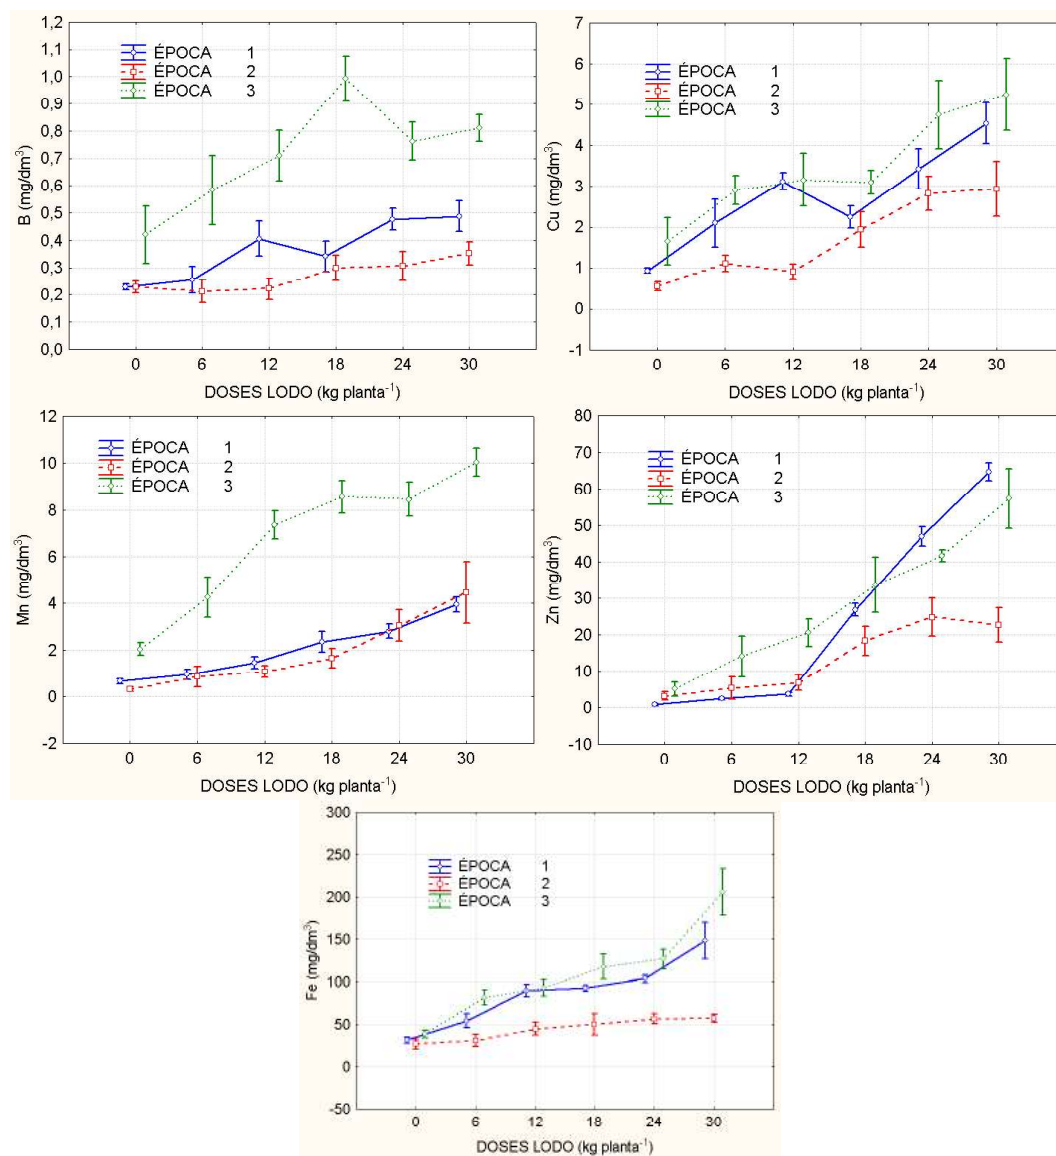 1,2
1,1
1,0
0,9
0,8
0,7
0,6
0,5
0,4
0,3
0,2
0,1
0,0
B (mg/dm³)
ÉPOCA 1
ÉPOCA 2
ÉPOCA 3
0 6 12 18 24 30
DOSES LODO (kg planta⁻¹)
7
6
5
4
3
2
1
0
-1
Cu (mg/dm³)
ÉPOCA 1
ÉPOCA 2
ÉPOCA 3
0 6 12 18 24 30
DOSES LODO (kg planta⁻¹)
12
10
8
6
4
2
0
-2
Mn (mg/dm³)
ÉPOCA 1
ÉPOCA 2
ÉPOCA 3
0 6 12 18 24 30
DOSES LODO (kg planta⁻¹)
80
70
60
50
40
30
20
10
0
-10
Zn (mg/dm³)
ÉPOCA 1
ÉPOCA 2
ÉPOCA 3
0 6 12 18 24 30
DOSES LODO (kg planta⁻¹)
300
250
200
150
100
50
0
-50
Fe (mg/dm³)
ÉPOCA 1
ÉPOCA 2
ÉPOCA 3
0 6 12 18 24 30
DOSES LODO (kg planta⁻¹)